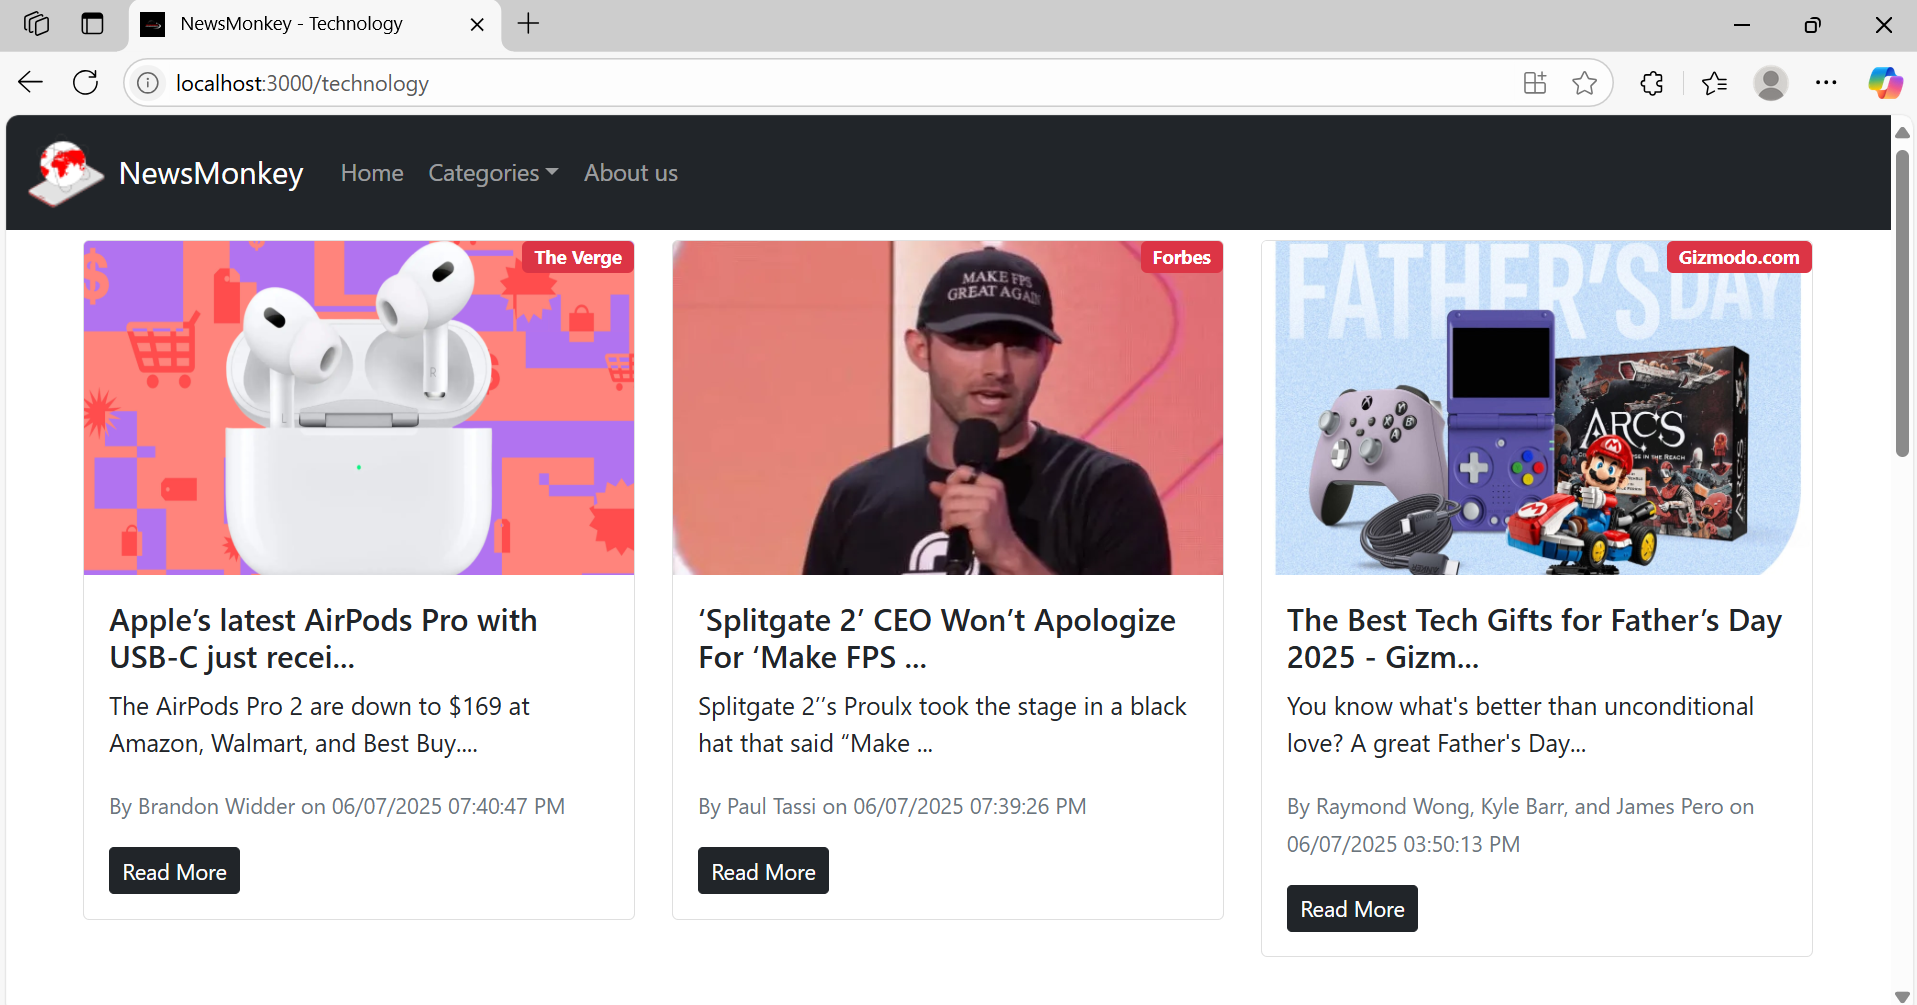 NewsMonkey - Technology
localhost:3000/technology
NewsMonkey
Home
Categories
About us
The Verge
R
L
Apple’s latest AirPods Pro with
USB-C just recei...
The AirPods Pro 2 are down to $169 at
Amazon, Walmart, and Best Buy....
By Brandon Widder on 06/07/2025 07:40:47 PM
Read More
Forbes
MAKE FPS
GREAT AGAIN
‘Splitgate 2’ CEO Won’t Apologize
For ‘Make FPS ...
Splitgate 2’'s Proulx took the stage in a black
hat that said “Make ...
By Paul Tassi on 06/07/2025 07:39:26 PM
Read More
Gizmodo.com
FATHER’S DAY
X
Y
X B
A
ARCS
IN THE REACH
M
M
The Best Tech Gifts for Father’s Day
2025 - Gizm...
You know what's better than unconditional
love? A great Father's Day...
By Raymond Wong, Kyle Barr, and James Pero on
06/07/2025 03:50:13 PM
Read More